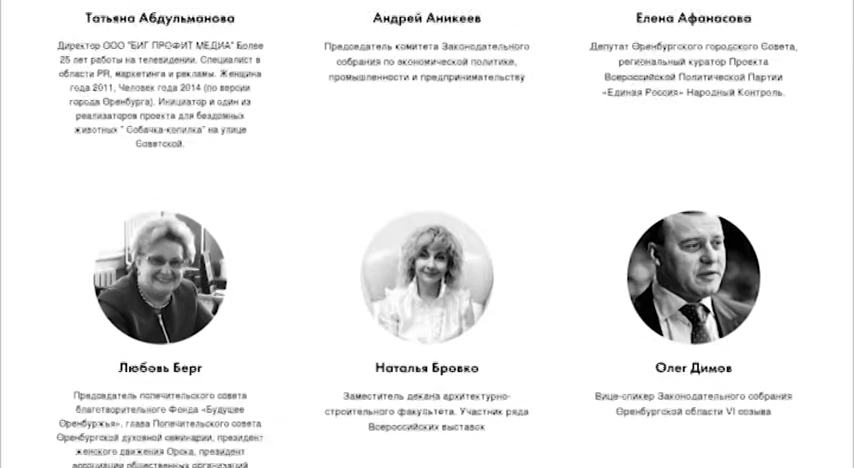 Татьяна Абдульманова
Директор ООО "БИГ ПРОФИТ МЕДИА" Более
25 лет работы на телевидении. Специалист в
области PR, маркетинга и рекламы. Женщина
года 2011, Человек года 2014 (по версии
города Оренбурга). Инициатор и один из
реализаторов проекта для бездомных
животных " Собачка-копилка" на улице
Советской.
Андрей Аникеев
Председатель комитета Законодательного
собрания по экономической политике,
промышленности и предпринимательству
Елена Афанасова
Депутат Оренбургского городского Совета,
региональный куратор Проекта
Всероссийской Политической Партии
«Единая Россия» Народный Контроль.
Любовь Берг
Председатель попечительского совета
благотворительного Фонда «Будущее
Оренбуржья», глава Попечительского совета
Оренбургской духовной семинарии, президент
женского движения Орска, президент
ассоциации общественных организаций
Наталья Бровко
Заместитель декана архитектурно-
строительного факультета. Участник ряда
Всероссийских выставок
Олег Димов
Вице-спикер Законодательного собрания
Оренбургской области VI созыва